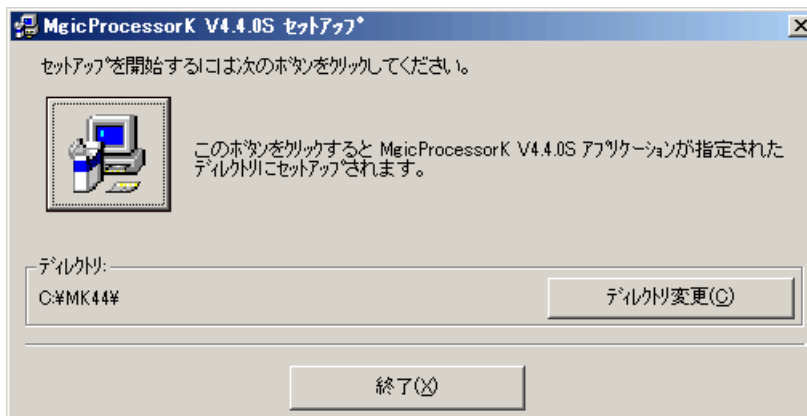 MgicProcessorK V4.4.0S ｾｯﾄｱｯﾌﾟ
ｾｯﾄｱｯﾌﾟを開始するには次のﾎﾞﾀﾝをｸﾘｯｸしてください。
このﾎﾞﾀﾝをｸﾘｯｸすると MgicProcessorK V4.4.0S ｱﾌﾟﾘｹｰｼｮﾝが指定された
ﾃﾞｨﾚｸﾄﾘにｾｯﾄｱｯﾌﾟされます。
ﾃﾞｨﾚｸﾄﾘ:
C:¥MK44¥
ﾃﾞｨﾚｸﾄﾘ変更(C)
終了(X)